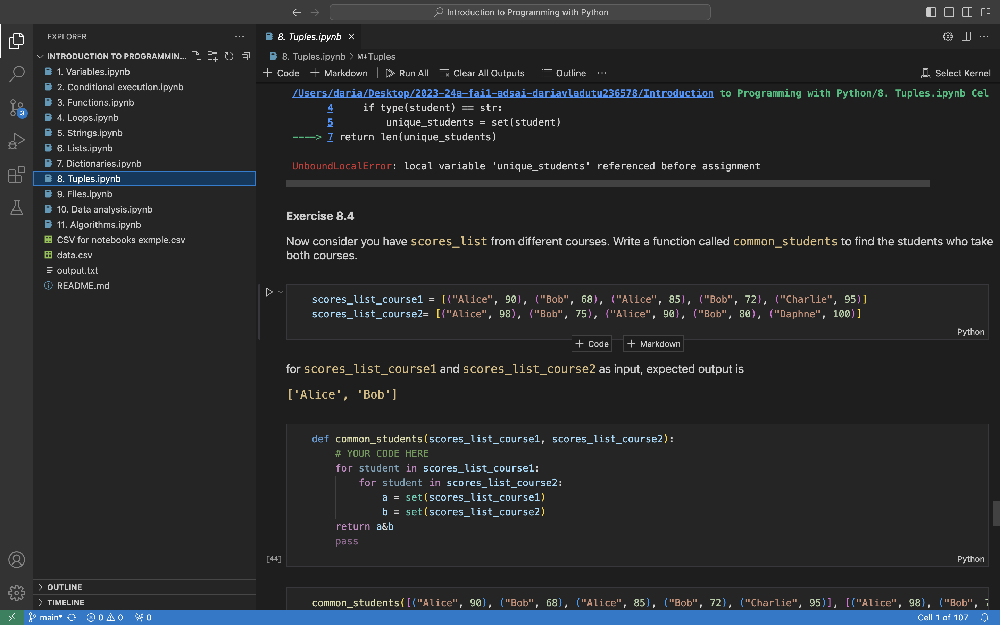 Introduction to Programming with Python
EXPLORER
INTRODUCTION TO PROGRAMMIN...
1. Variables.ipynb
2. Conditional execution.ipynb
3. Functions.ipynb
4. Loops.ipynb
5. Strings.ipynb
6. Lists.ipynb
7. Dictionaries.ipynb
8. Tuples.ipynb
9. Files.ipynb
10. Data analysis.ipynb
11. Algorithms.ipynb
CSV for notebooks exmple.csv
data.csv
output.txt
README.md
3
OUTLINE
TIMELINE
8. Tuples.ipynb
8. Tuples.ipynb > M↓ Tuples
+ Code + Markdown Run All Clear All Outputs Outline ... Select Kernel
/Users/daria/Desktop/2023-24a-fai1-adsai-dariavladutu236578/Introduction to Programming with Python/8. Tuples.ipynb Cel
4 if type(student) == str:
5 unique_students = set(student)
----> 7 return len(unique_students)
UnboundLocalError: local variable 'unique_students' referenced before assignment
Exercise 8.4
Now consider you have scores_list from different courses. Write a function called common_students to find the students who take
both courses.
scores_list_course1 = [("Alice", 90), ("Bob", 68), ("Alice", 85), ("Bob", 72), ("Charlie", 95)]
scores_list_course2= [("Alice", 98), ("Bob", 75), ("Alice", 90), ("Bob", 80), ("Daphne", 100)]
Python
+ Code + Markdown
for scores_list_course1 and scores_list_course2 as input, expected output is
['Alice', 'Bob']
def common_students(scores_list_course1, scores_list_course2):
# YOUR CODE HERE
for student in scores_list_course1:
for student in scores_list_course2:
a = set(scores_list_course1)
b = set(scores_list_course2)
return a&b
pass
[44]
Python
common_students([("Alice", 90), ("Bob", 68), ("Alice", 85), ("Bob", 72), ("Charlie", 95)], [("Alice", 98), ("Bob", 7
main* 0 0 0
Cell 1 of 107